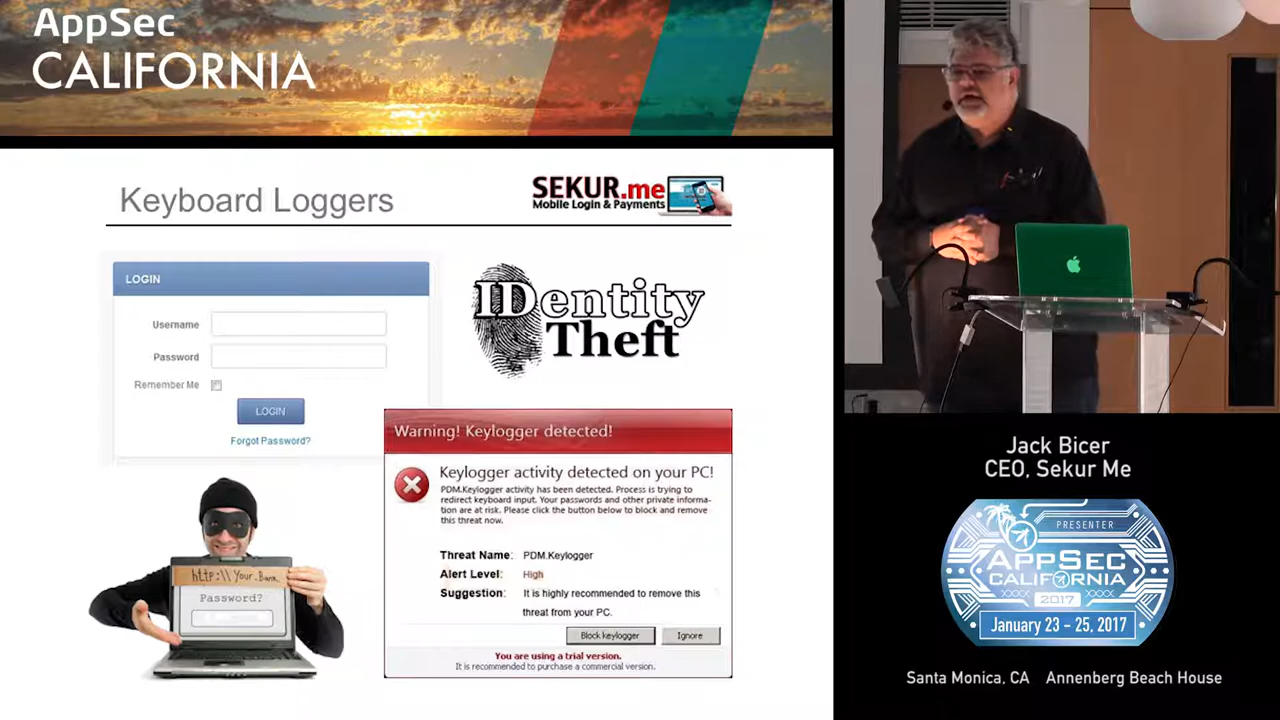 AppSec
CALIFORNIA
Keyboard Loggers
SEKUR.me
Mobile Login & Payments
LOGIN
Username
Password
Remember Me
LOGIN
Forgot Password?
IDentity
Theft
Warning! Keylogger detected!
Keylogger activity detected on your PC!
PDM.Keylogger activity has been detected. Process is trying to
redirect keyboard input. Your passwords and other private informa-
tion are at risk. Please click the button below to block and remove
this threat now.
Threat Name: PDM.Keylogger
Alert Level: High
Suggestion: It is highly recommended to remove this
threat from your PC.
Block keylogger Ignore
You are using a trial version.
It is recommended to purchase a commercial version.
http:\\Your.Bank.
Password?
Jack Bicer
CEO, Sekur Me
PRESENTER
APPSEC
CALIFORNIA
2017
January 23 - 25, 2017
Santa Monica, CA Annenberg Beach House